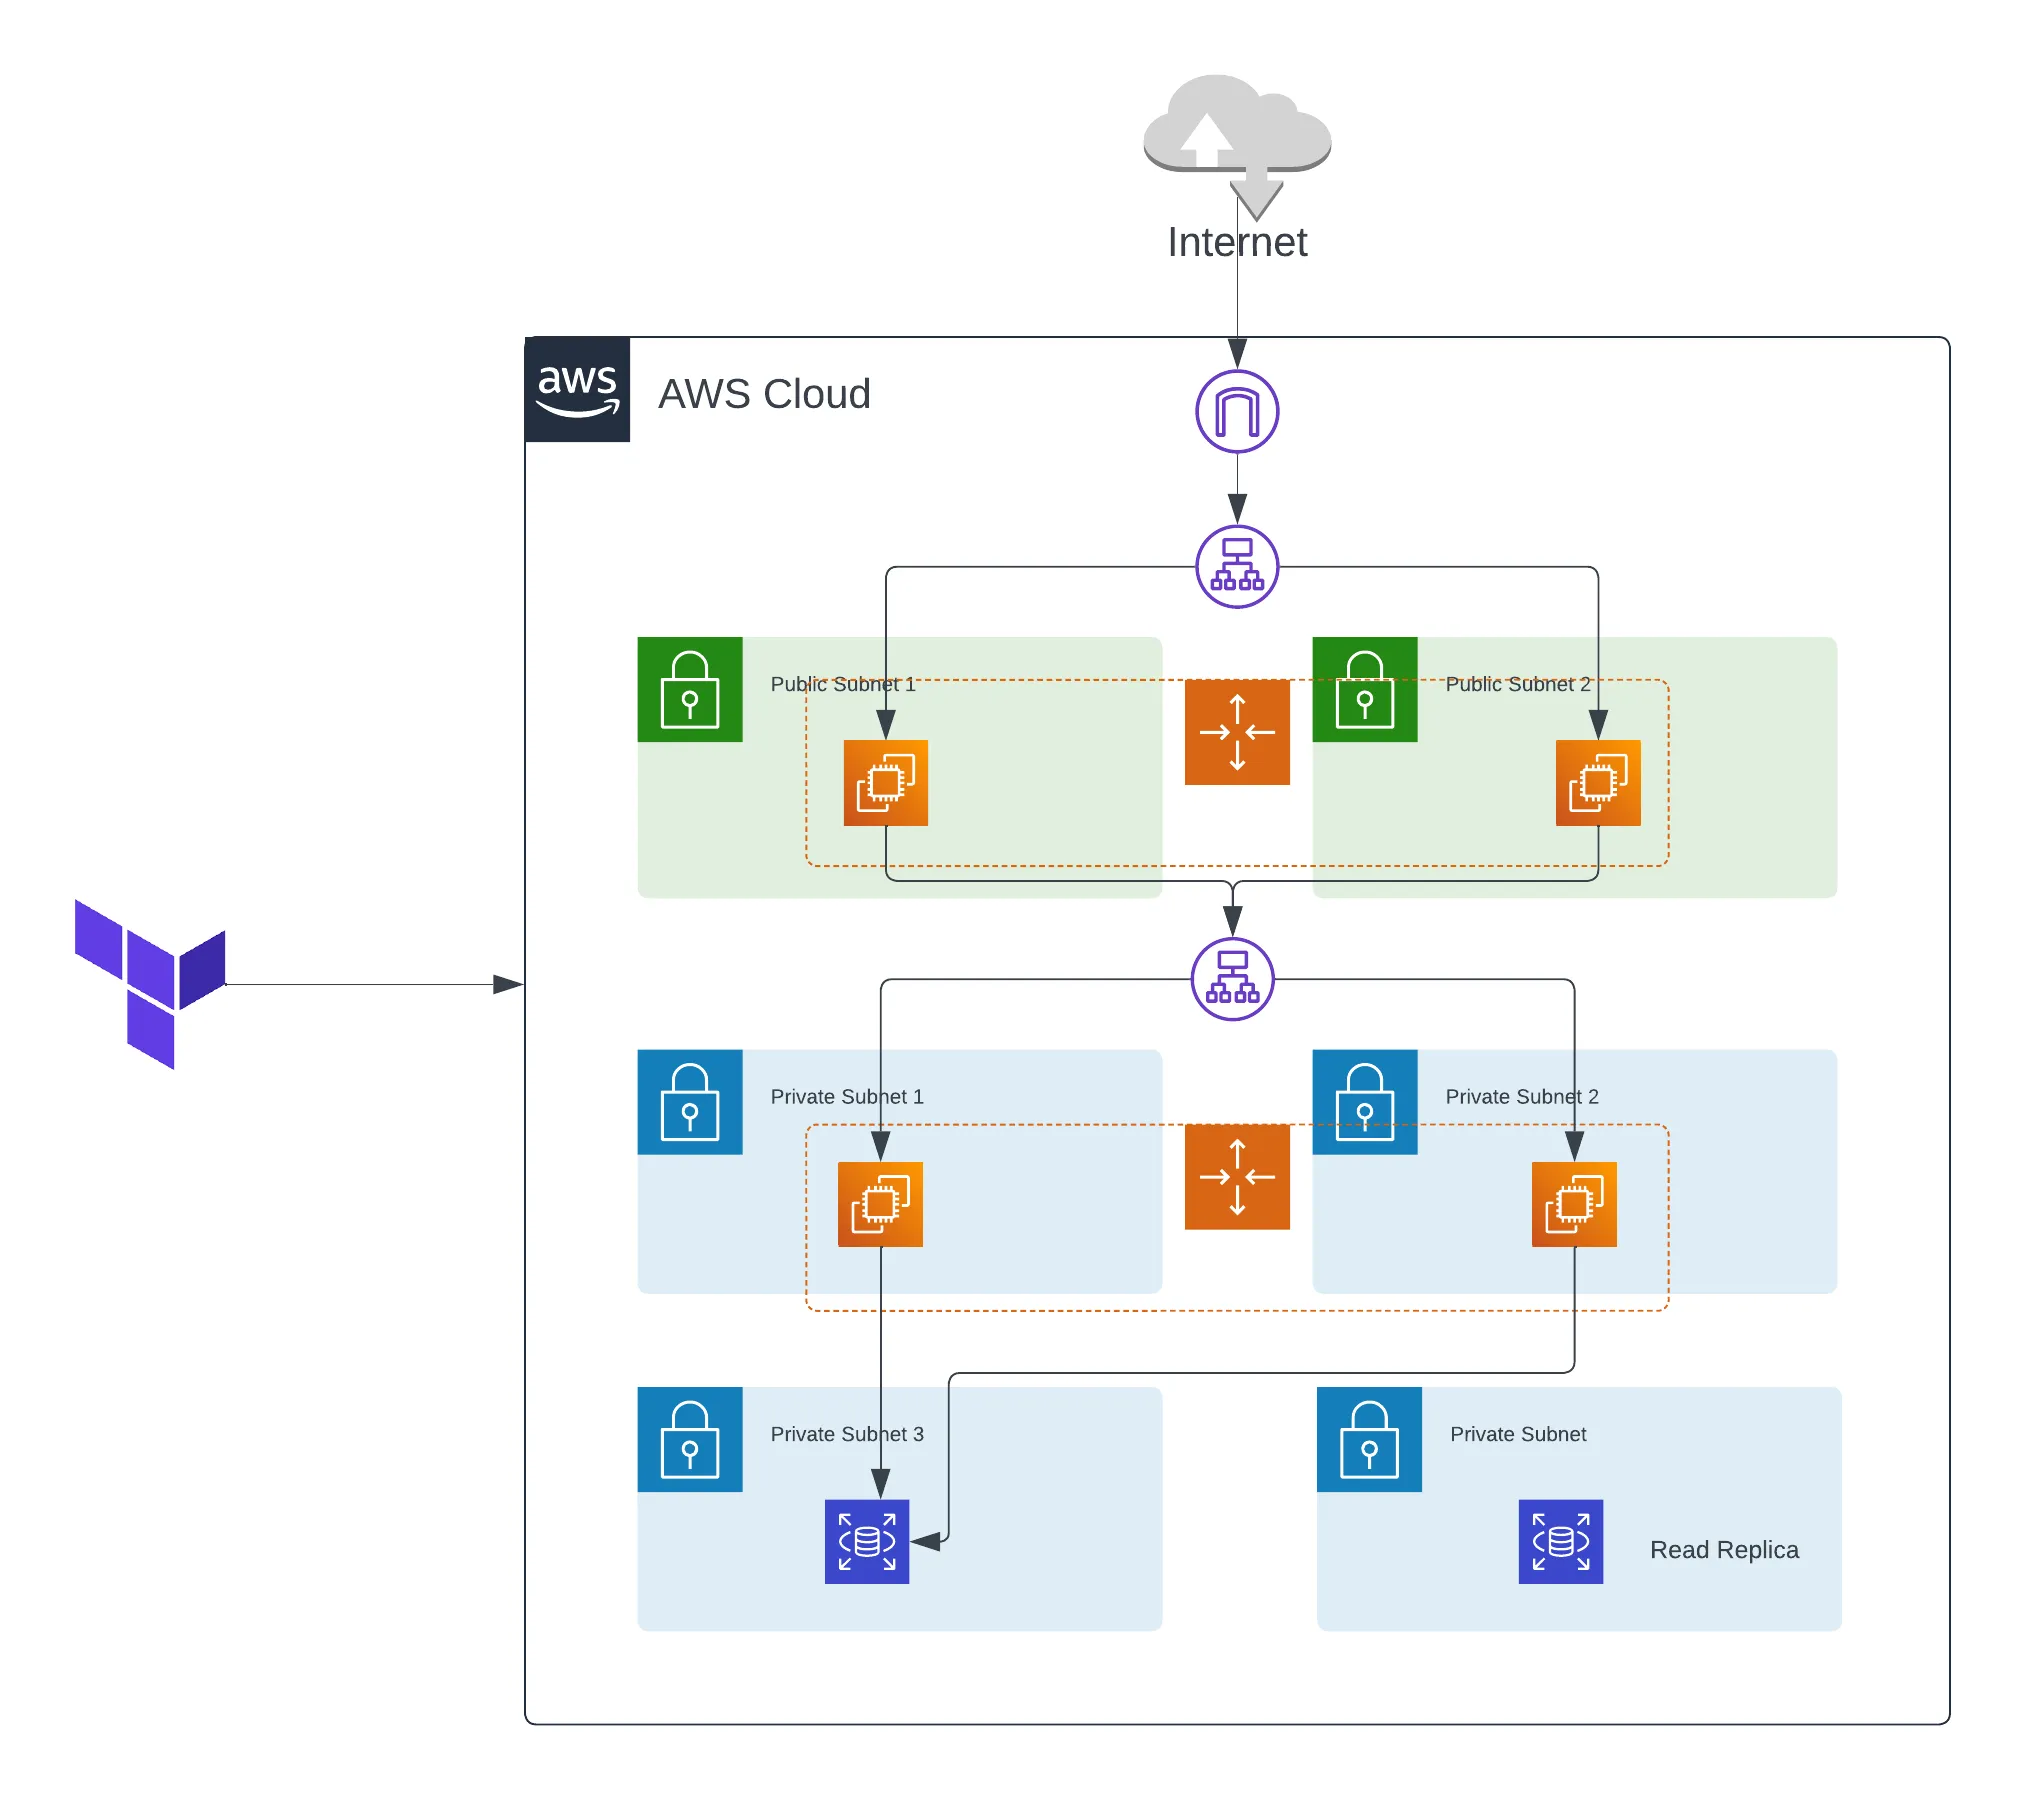 Internet
aws
AWS Cloud
Public Subnet 1
Public Subnet 2
Private Subnet 1
Private Subnet 2
Private Subnet 3
Private Subnet
Read Replica